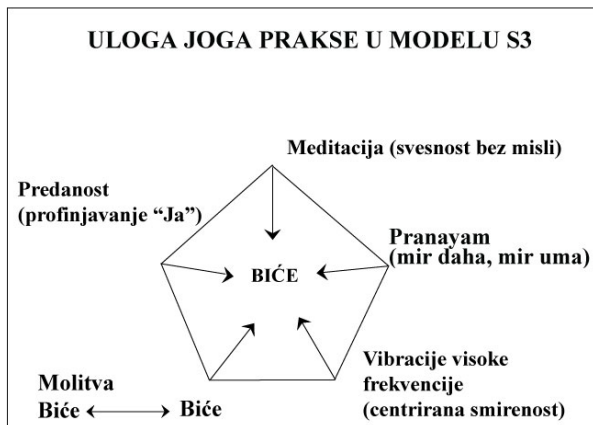 ULOGA JOGA PRAKSE U MODELU S3
Meditacija (svesnost bez misli)
Predanost
(profinjavanje “Ja”)
Pranayam
(mir daha, mir uma)
BIĆE
Vibracije visoke
frekvencije
(centrirana smirenost)
Molitva
Biće Biće